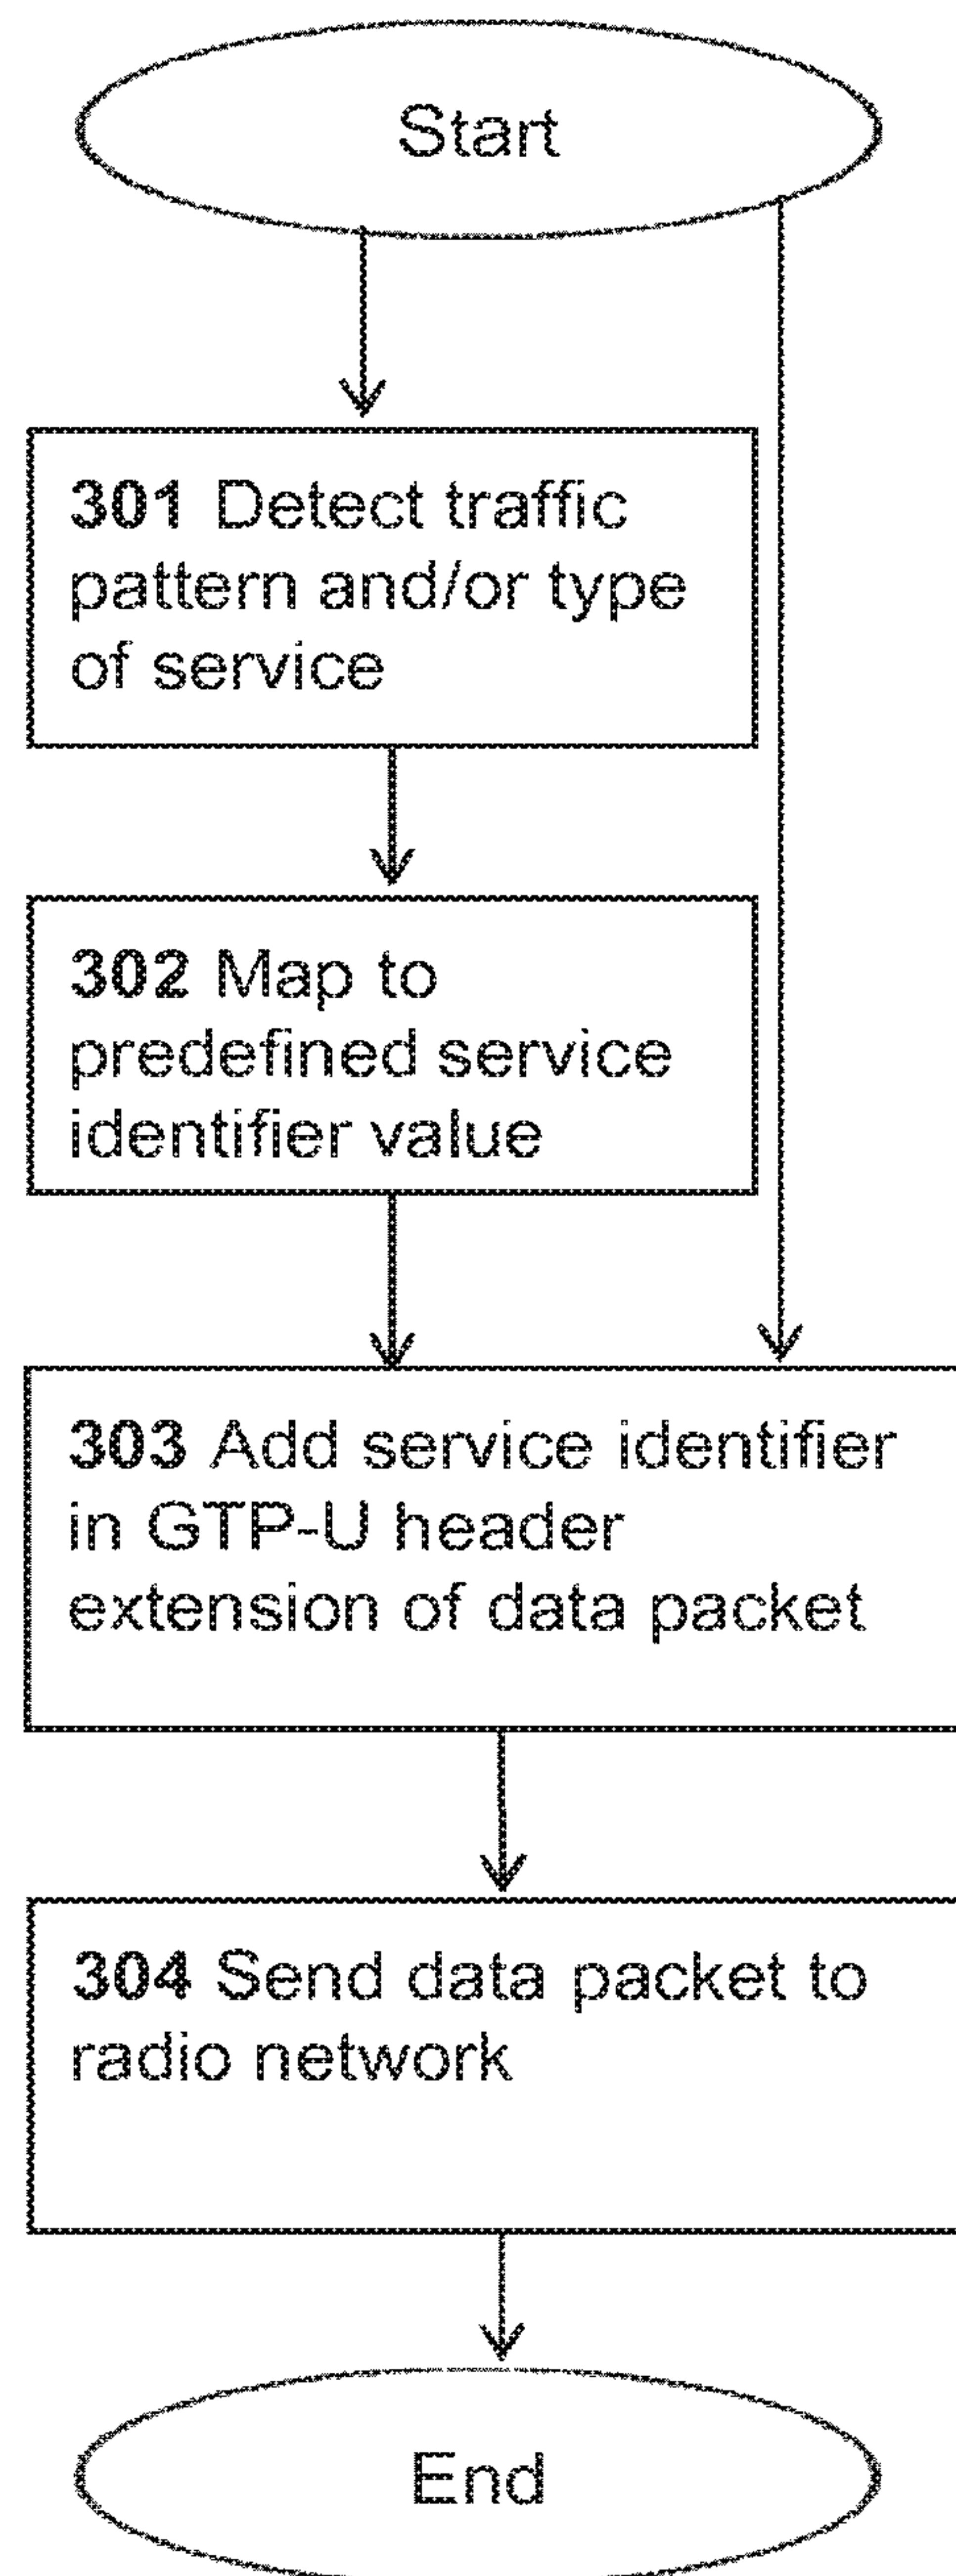 Start
301 Detect traffic
pattern and/or type
of service
302 Map to
predefined service
identifier value
303 Add service identifier
in GTP-U header
extension of data packet
304 Send data packet to
radio network
End